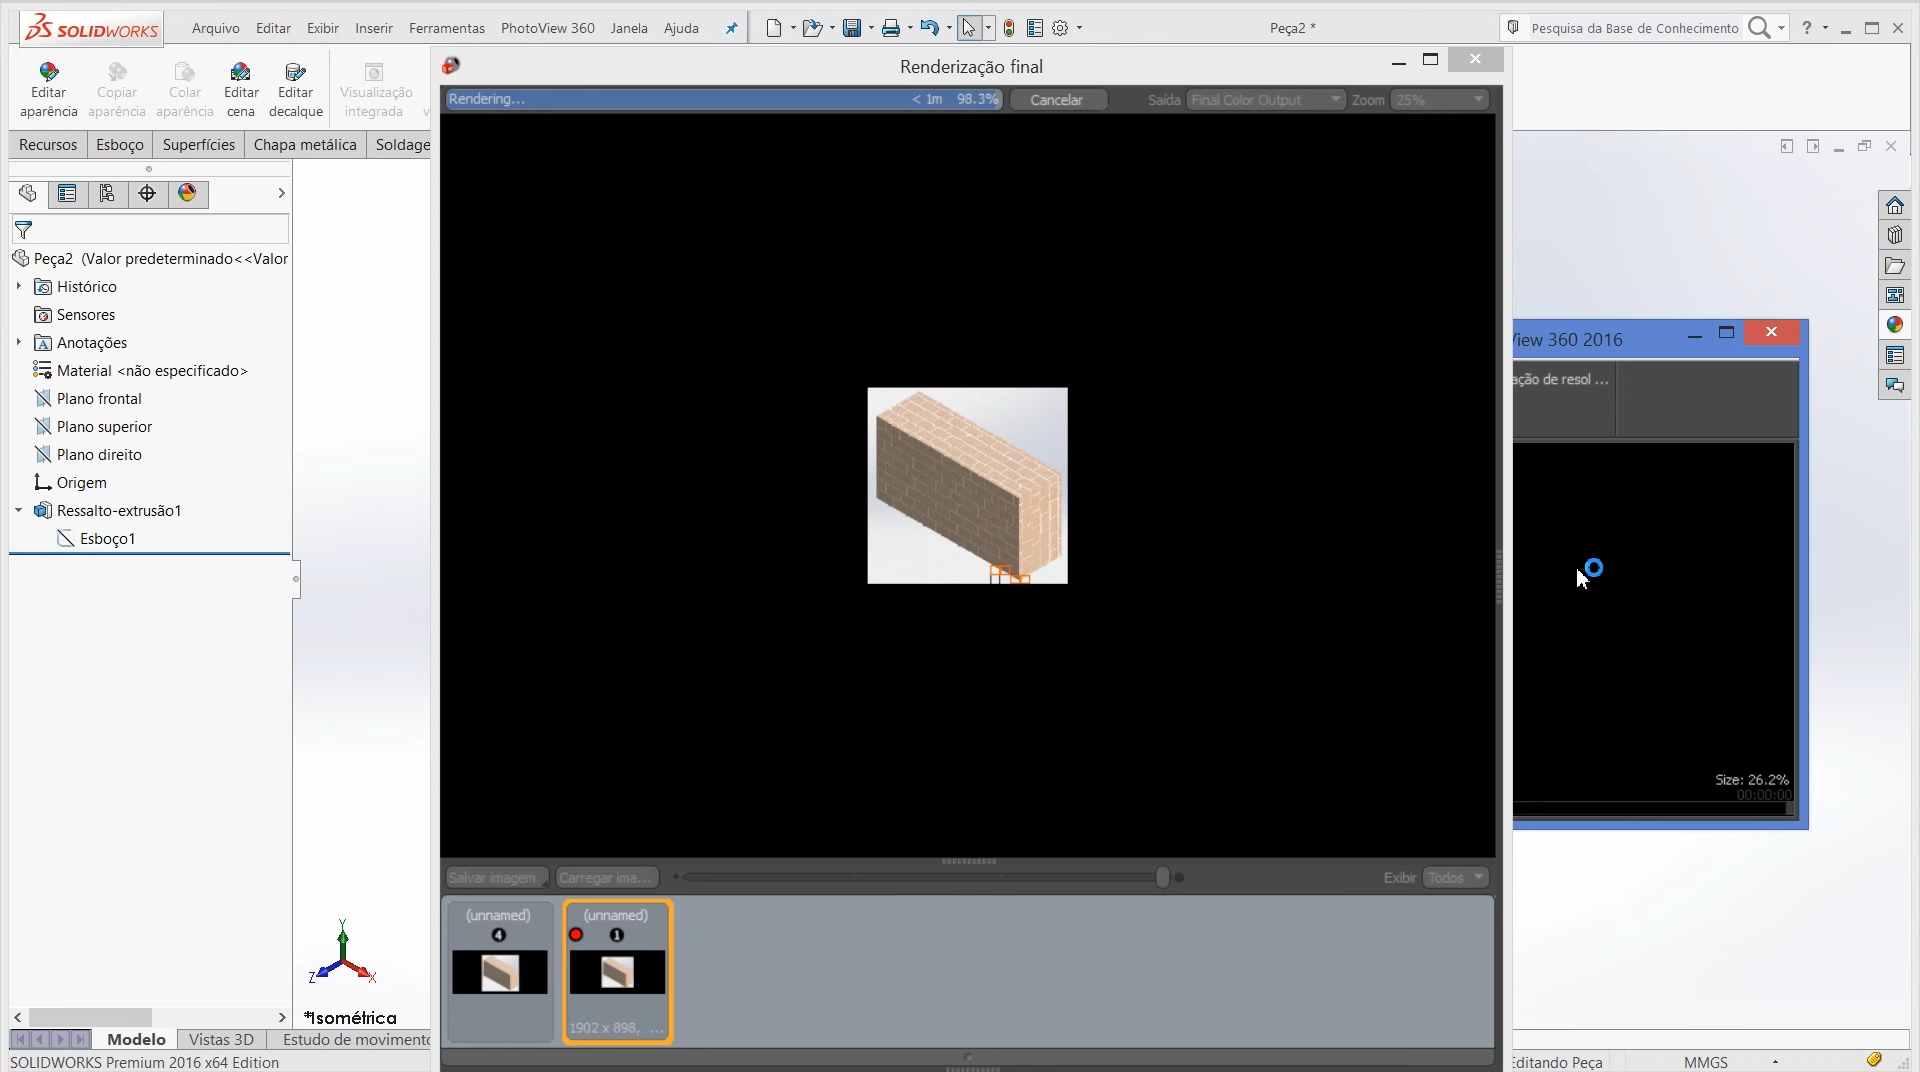 SOLIDWORKS
Arquivo Editar Exibir Inserir Ferramentas PhotoView 360 Janela Ajuda
Peça2 *
Pesquisa da Base de Conhecimento
?
Editar aparência
Copiar aparência
Colar aparência
Editar cena
Editar decalque
Visualização integrada
Recursos Esboço Superfícies Chapa metálica Soldage
Renderização final
Rendering... < 1m 98.3% Cancelar Saída Final Color Output Zoom 25%
Peça2 (Valor predeterminado<<Valor
Histórico
Sensores
Anotações
Material <não especificado>
Plano frontal
Plano superior
Plano direito
Origem
Ressalto-extrusão1
Esboço1
View 360 2016
ação de resol ...
Size: 26.2%
00:00:00
Salvar imagem Carregar ima... Exibir Todos
(unnamed) (unnamed)
4 1
1902 x 898, ...
Y
Z X
*Isométrica
Modelo Vistas 3D Estudo de movimento
SOLIDWORKS Premium 2016 x64 Edition
Editando Peça MMGS